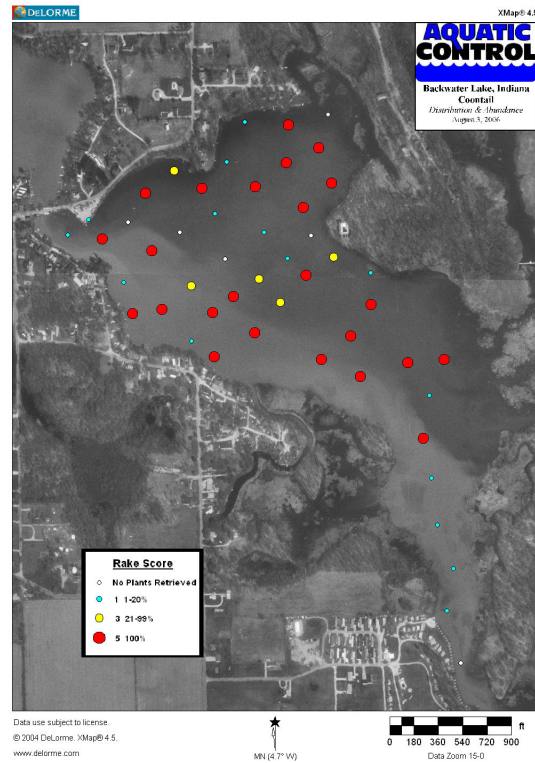 DELORME
XMap® 4.5
AQUATIC
CONTROL
Backwater Lake, Indiana
Coontail
Distribution & Abundance
August 3, 2006
Rake Score
No Plants Retrieved
1 1-20%
3 21-99%
5 100%
Data use subject to license.
© 2004 DeLorme. XMap® 4.5.
www.delorme.com
MN (4.7° W)
ft
0 180 360 540 720 900
Data Zoom 15-0